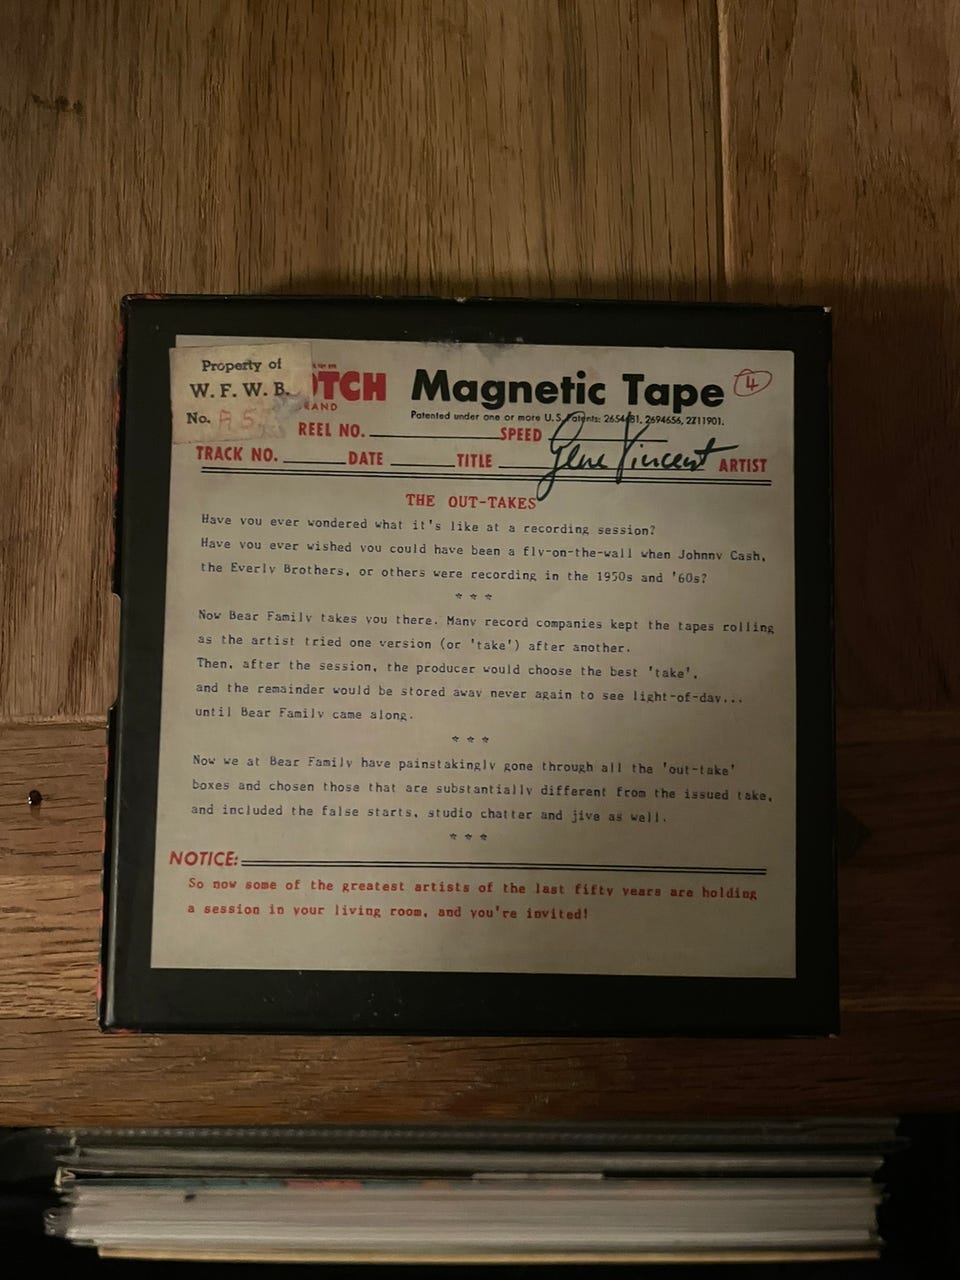 Property of
W. F. W. B.
No. A 5
OTCH Magnetic Tape 4
RAND
Patented under one or more U.S. Patents: 2654681, 2694656, 2711901.
REEL NO. SPEED
TRACK NO. DATE TITLE Gene Vincent ARTIST
THE OUT-TAKES
Have you ever wondered what it's like at a recording session?
Have you ever wished you could have been a fly-on-the-wall when Johnny Cash,
the Everly Brothers, or others were recording in the 1950s and '60s?
* * *
Now Bear Family takes you there. Many record companies kept the tapes rolling
as the artist tried one version (or 'take') after another.
Then, after the session, the producer would choose the best 'take',
and the remainder would be stored away never again to see light-of-day...
until Bear Family came along.
* * *
Now we at Bear Family have painstakingly gone through all the 'out-take'
boxes and chosen those that are substantially different from the issued take,
and included the false starts, studio chatter and jive as well.
* * *
NOTICE:
So now some of the greatest artists of the last fifty years are holding
a session in your living room, and you're invited!